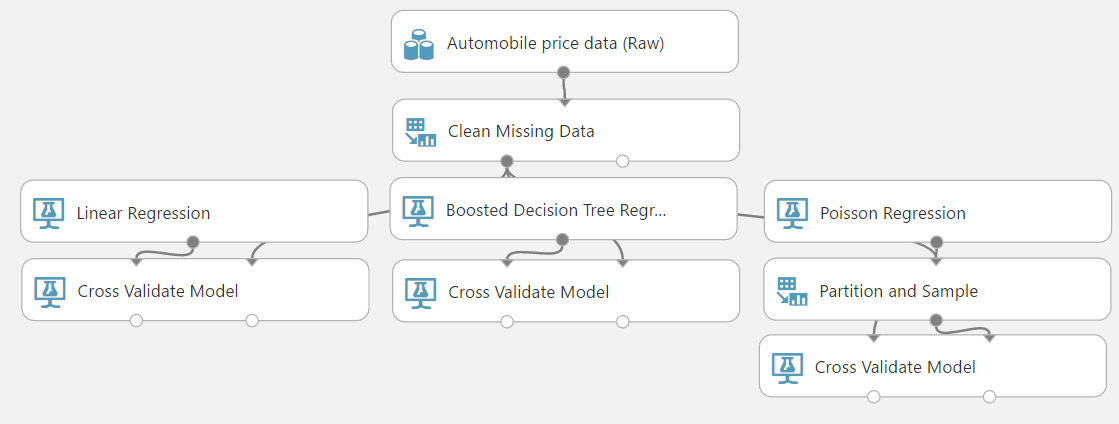 Automobile price data (Raw)
Clean Missing Data
Linear Regression
Boosted Decision Tree Regr...
Poisson Regression
Cross Validate Model
Cross Validate Model
Partition and Sample
Cross Validate Model